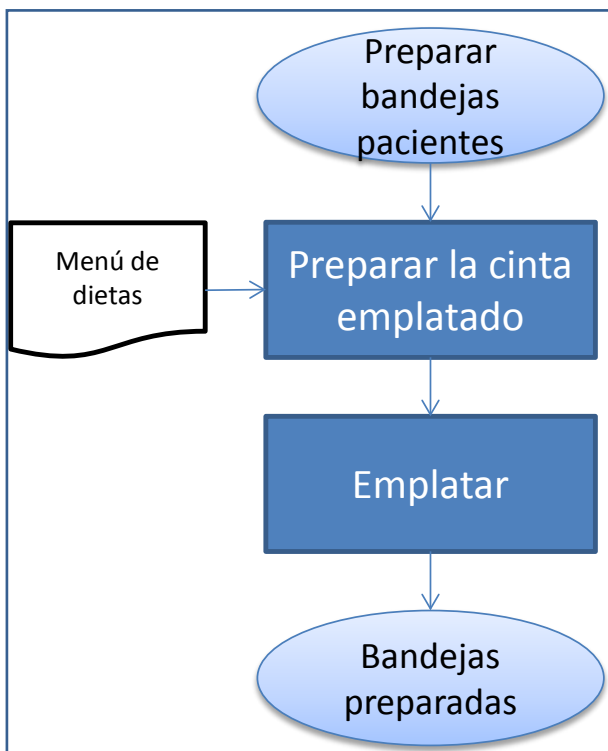 Preparar
bandejas
pacientes
Menú de
dietas
Preparar la cinta
emplatado
Emplatar
Bandejas
preparadas